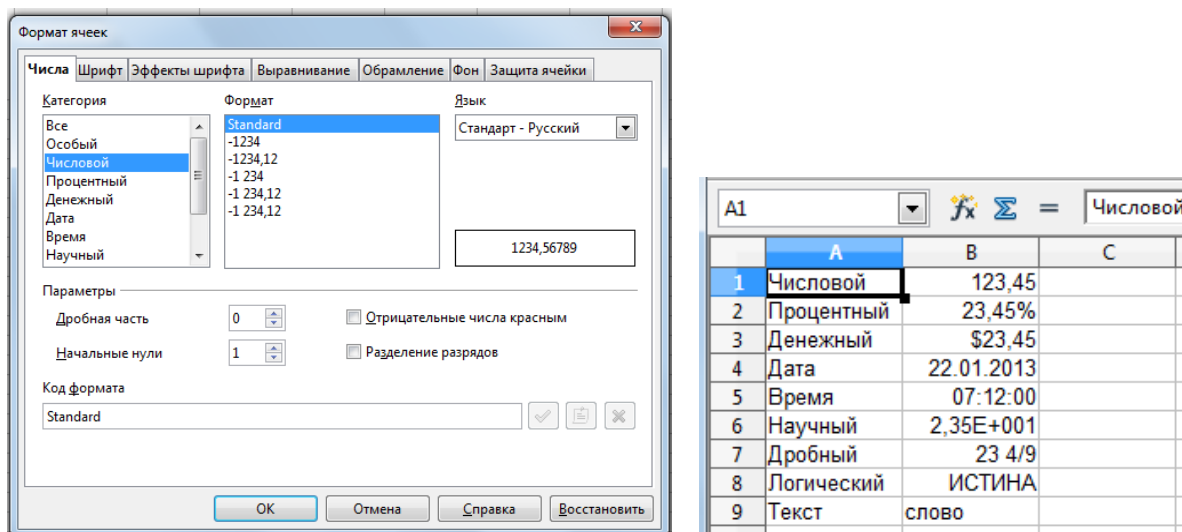 Формат ячеек
Числа Шрифт Эффекты шрифта Выравнивание Обрамление Фон Защита ячейки
Категория
Все
Особый
Числовой
Процентный
Денежный
Дата
Время
Научный
Формат
Standard
-1234
-1234,12
-1 234
-1 234,12
-1 234,12
Язык
Стандарт - Русский
1234,56789
Параметры
Дробная часть 0
Начальные нули 1
Отрицательные числа красным
Разделение разрядов
Код формата
Standard
ОК Отмена Справка Восстановить
A1 fx Σ = Числовой
A B C
1 Числовой 123,45
2 Процентный 23,45%
3 Денежный $23,45
4 Дата 22.01.2013
5 Время 07:12:00
6 Научный 2,35E+001
7 Дробный 23 4/9
8 Логический ИСТИНА
9 Текст слово